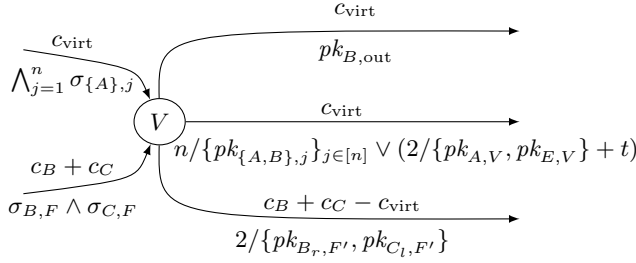 c_virt
pk_{B,out}
c_virt
⋀_{j=1}^{n} σ_{{A},j}
V
c_virt
n/{pk_{{A,B},j}}_{j∈[n]} ∨ (2/{pk_{A,V}, pk_{E,V}} + t)
c_B + c_C
σ_{B,F} ∧ σ_{C,F}
c_B + c_C − c_virt
2/{pk_{B_r,F′}, pk_{C_l,F′}}